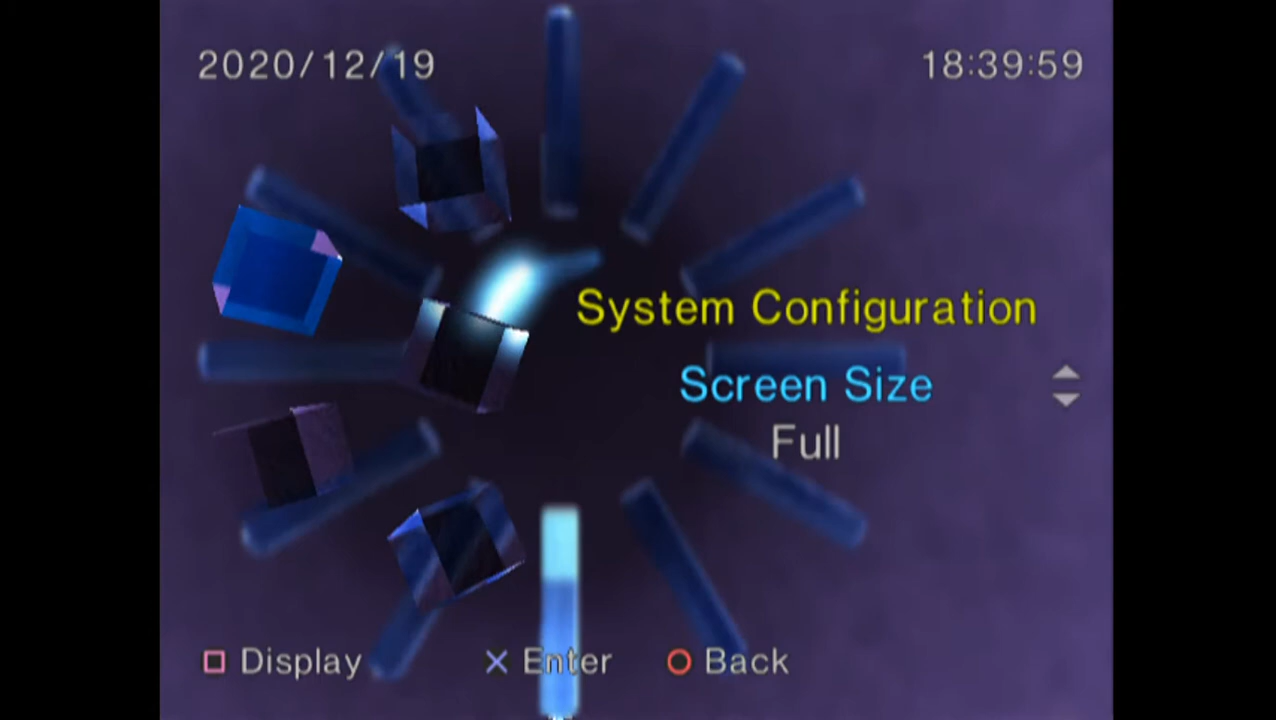 2020/12/19 18:39:59
System Configuration
Screen Size
Full
Display Enter Back